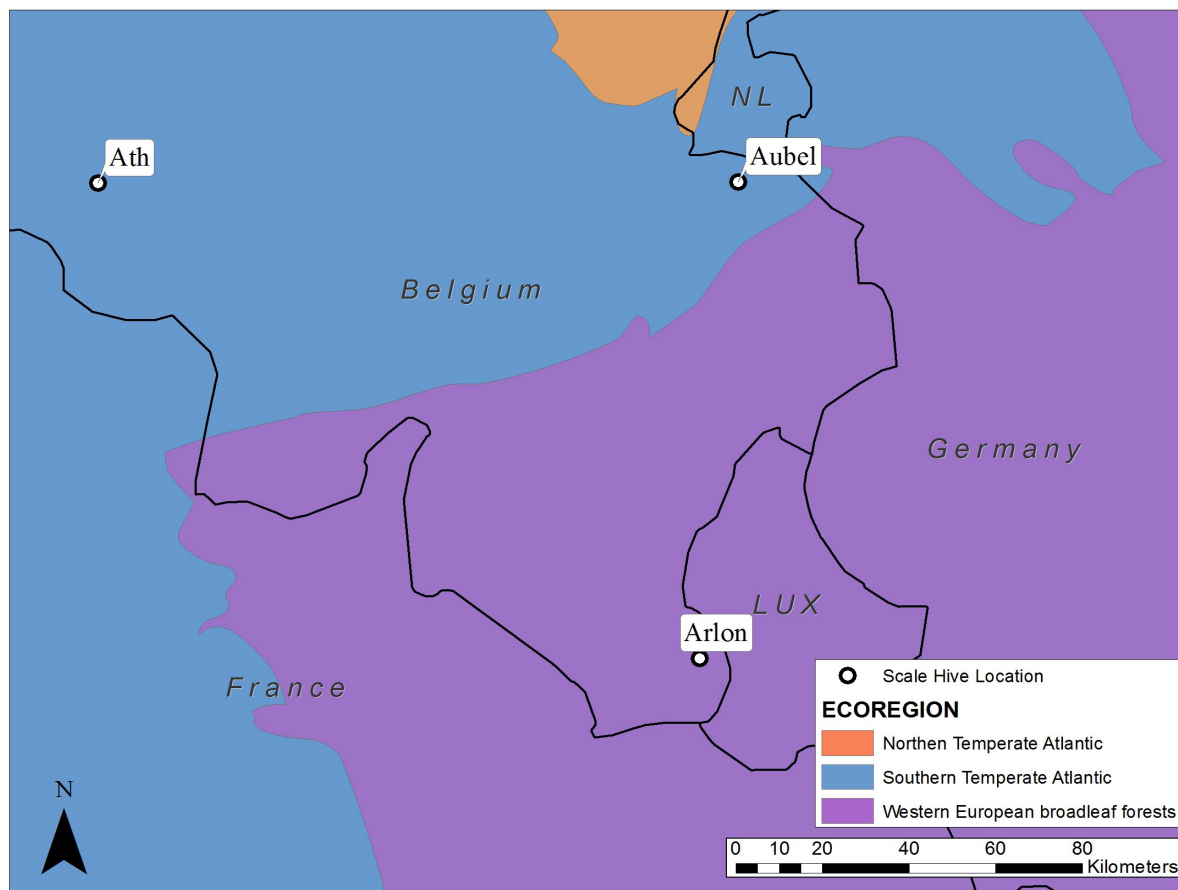 NL
Ath
Aubel
Belgium
Germany
LUX
Arlon
France
Scale Hive Location
ECOREGION
Northen Temperate Atlantic
Southern Temperate Atlantic
Western European broadleaf forests
N
0 10 20 40 60 80
Kilometers